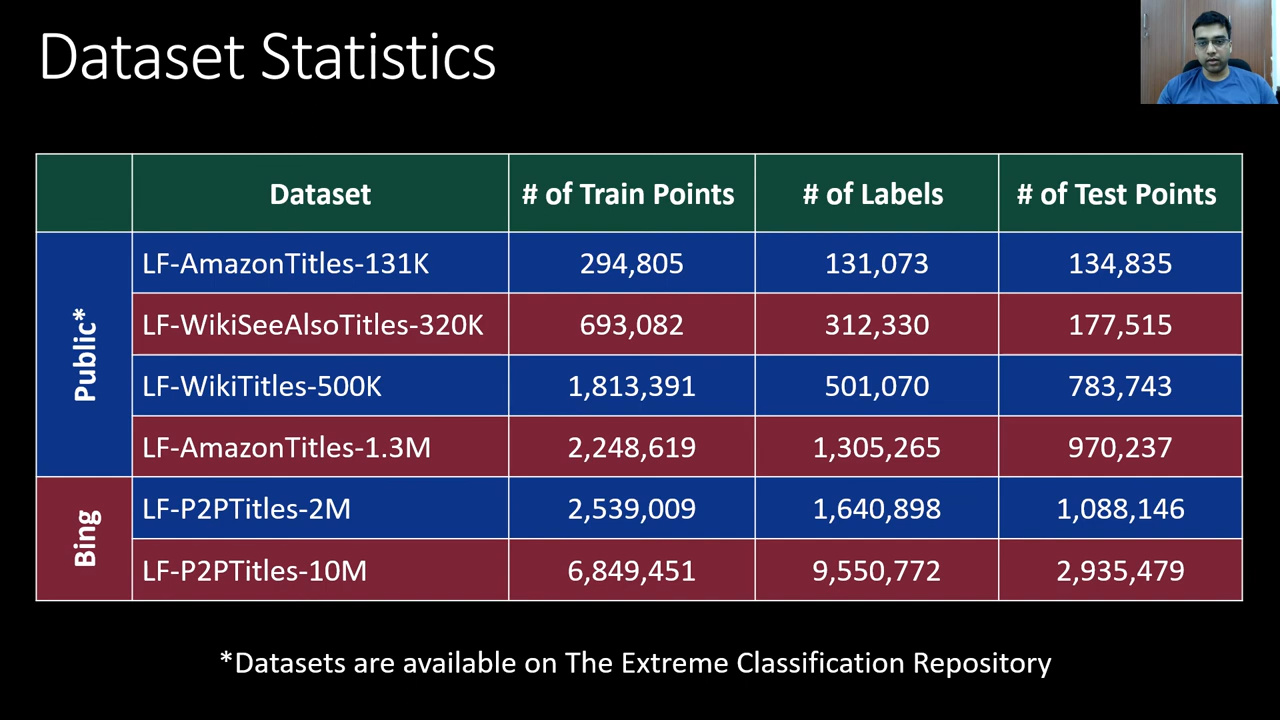 Dataset Statistics
Dataset # of Train Points # of Labels # of Test Points
Public*
LF-AmazonTitles-131K 294,805 131,073 134,835
LF-WikiSeeAlsoTitles-320K 693,082 312,330 177,515
LF-WikiTitles-500K 1,813,391 501,070 783,743
LF-AmazonTitles-1.3M 2,248,619 1,305,265 970,237
Bing
LF-P2PTitles-2M 2,539,009 1,640,898 1,088,146
LF-P2PTitles-10M 6,849,451 9,550,772 2,935,479
*Datasets are available on The Extreme Classification Repository